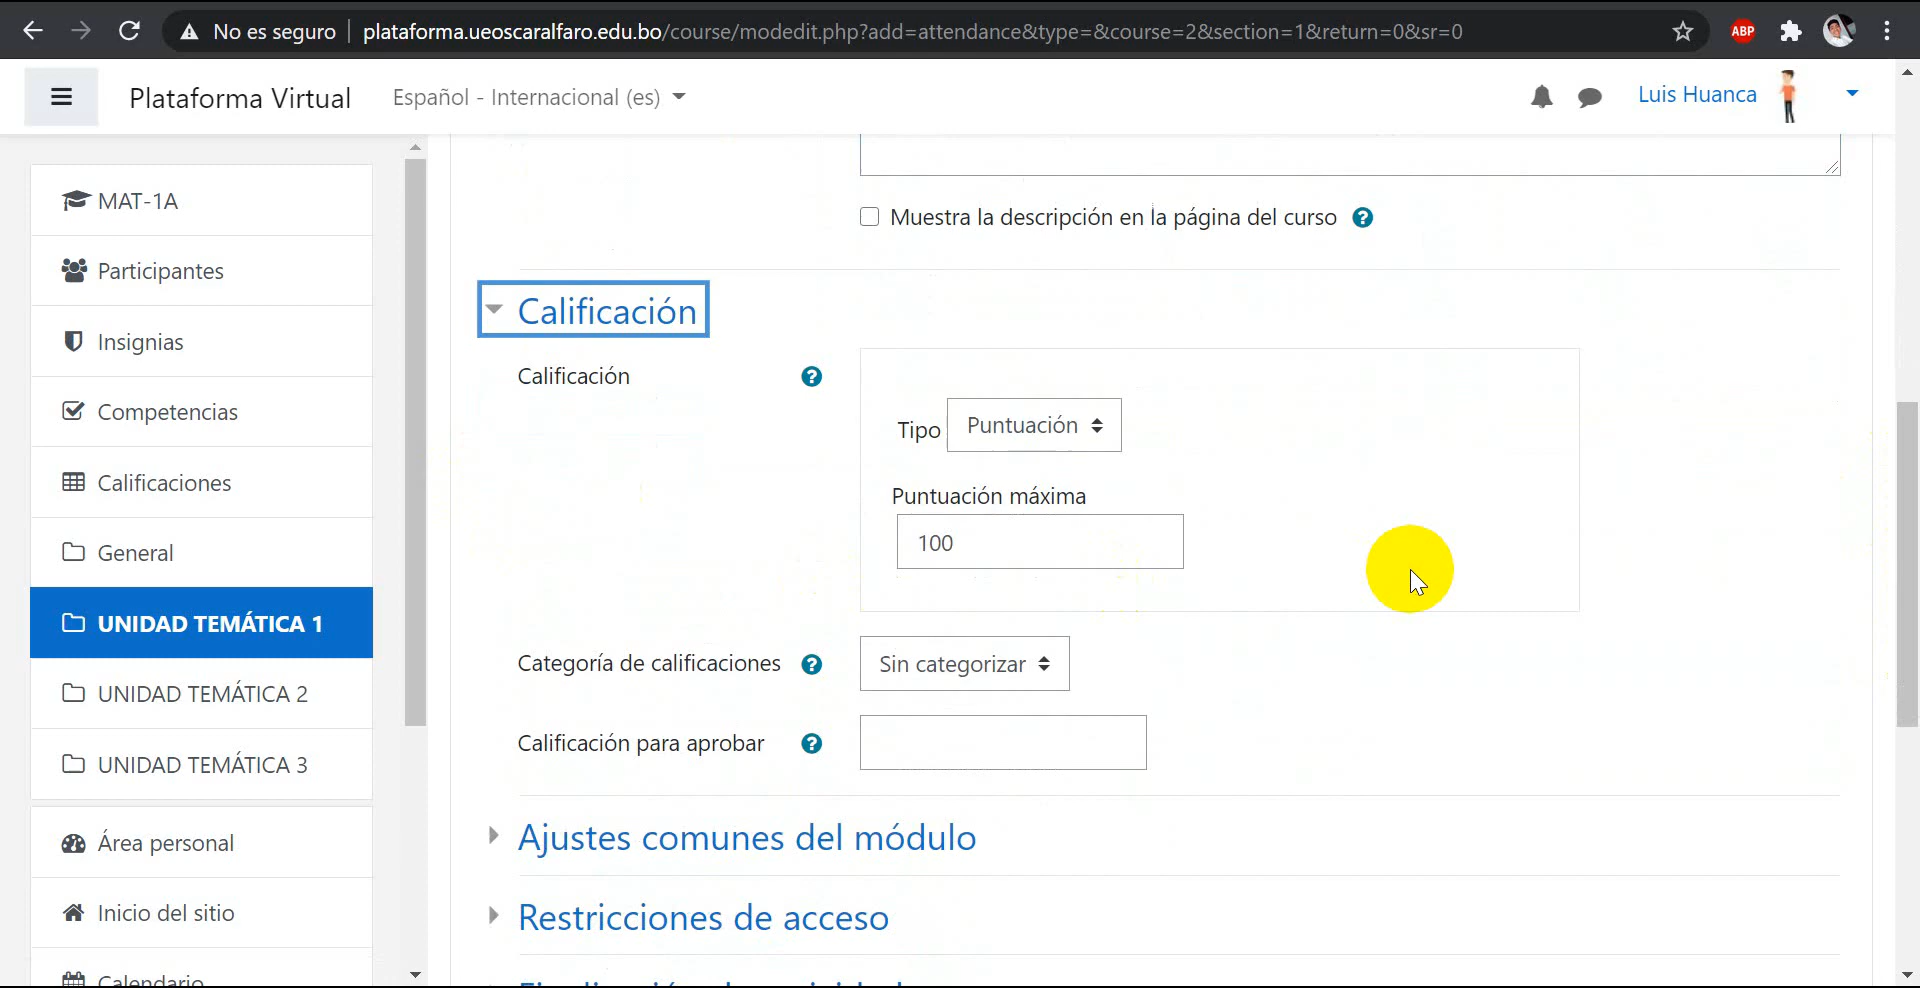 No es seguro
plataforma.ueoscaralfaro.edu.bo/course/modedit.php?add=attendance&type=&course=2&section=1&return=0&sr=0
ABP
Plataforma Virtual
Español - Internacional (es)
Luis Huanca
MAT-1A
Participantes
Insignias
Competencias
Calificaciones
General
UNIDAD TEMÁTICA 1
UNIDAD TEMÁTICA 2
UNIDAD TEMÁTICA 3
Área personal
Inicio del sitio
Calendario
Muestra la descripción en la página del curso
Calificación
Calificación
Tipo Puntuación
Puntuación máxima
100
Categoría de calificaciones
Sin categorizar
Calificación para aprobar
Ajustes comunes del módulo
Restricciones de acceso